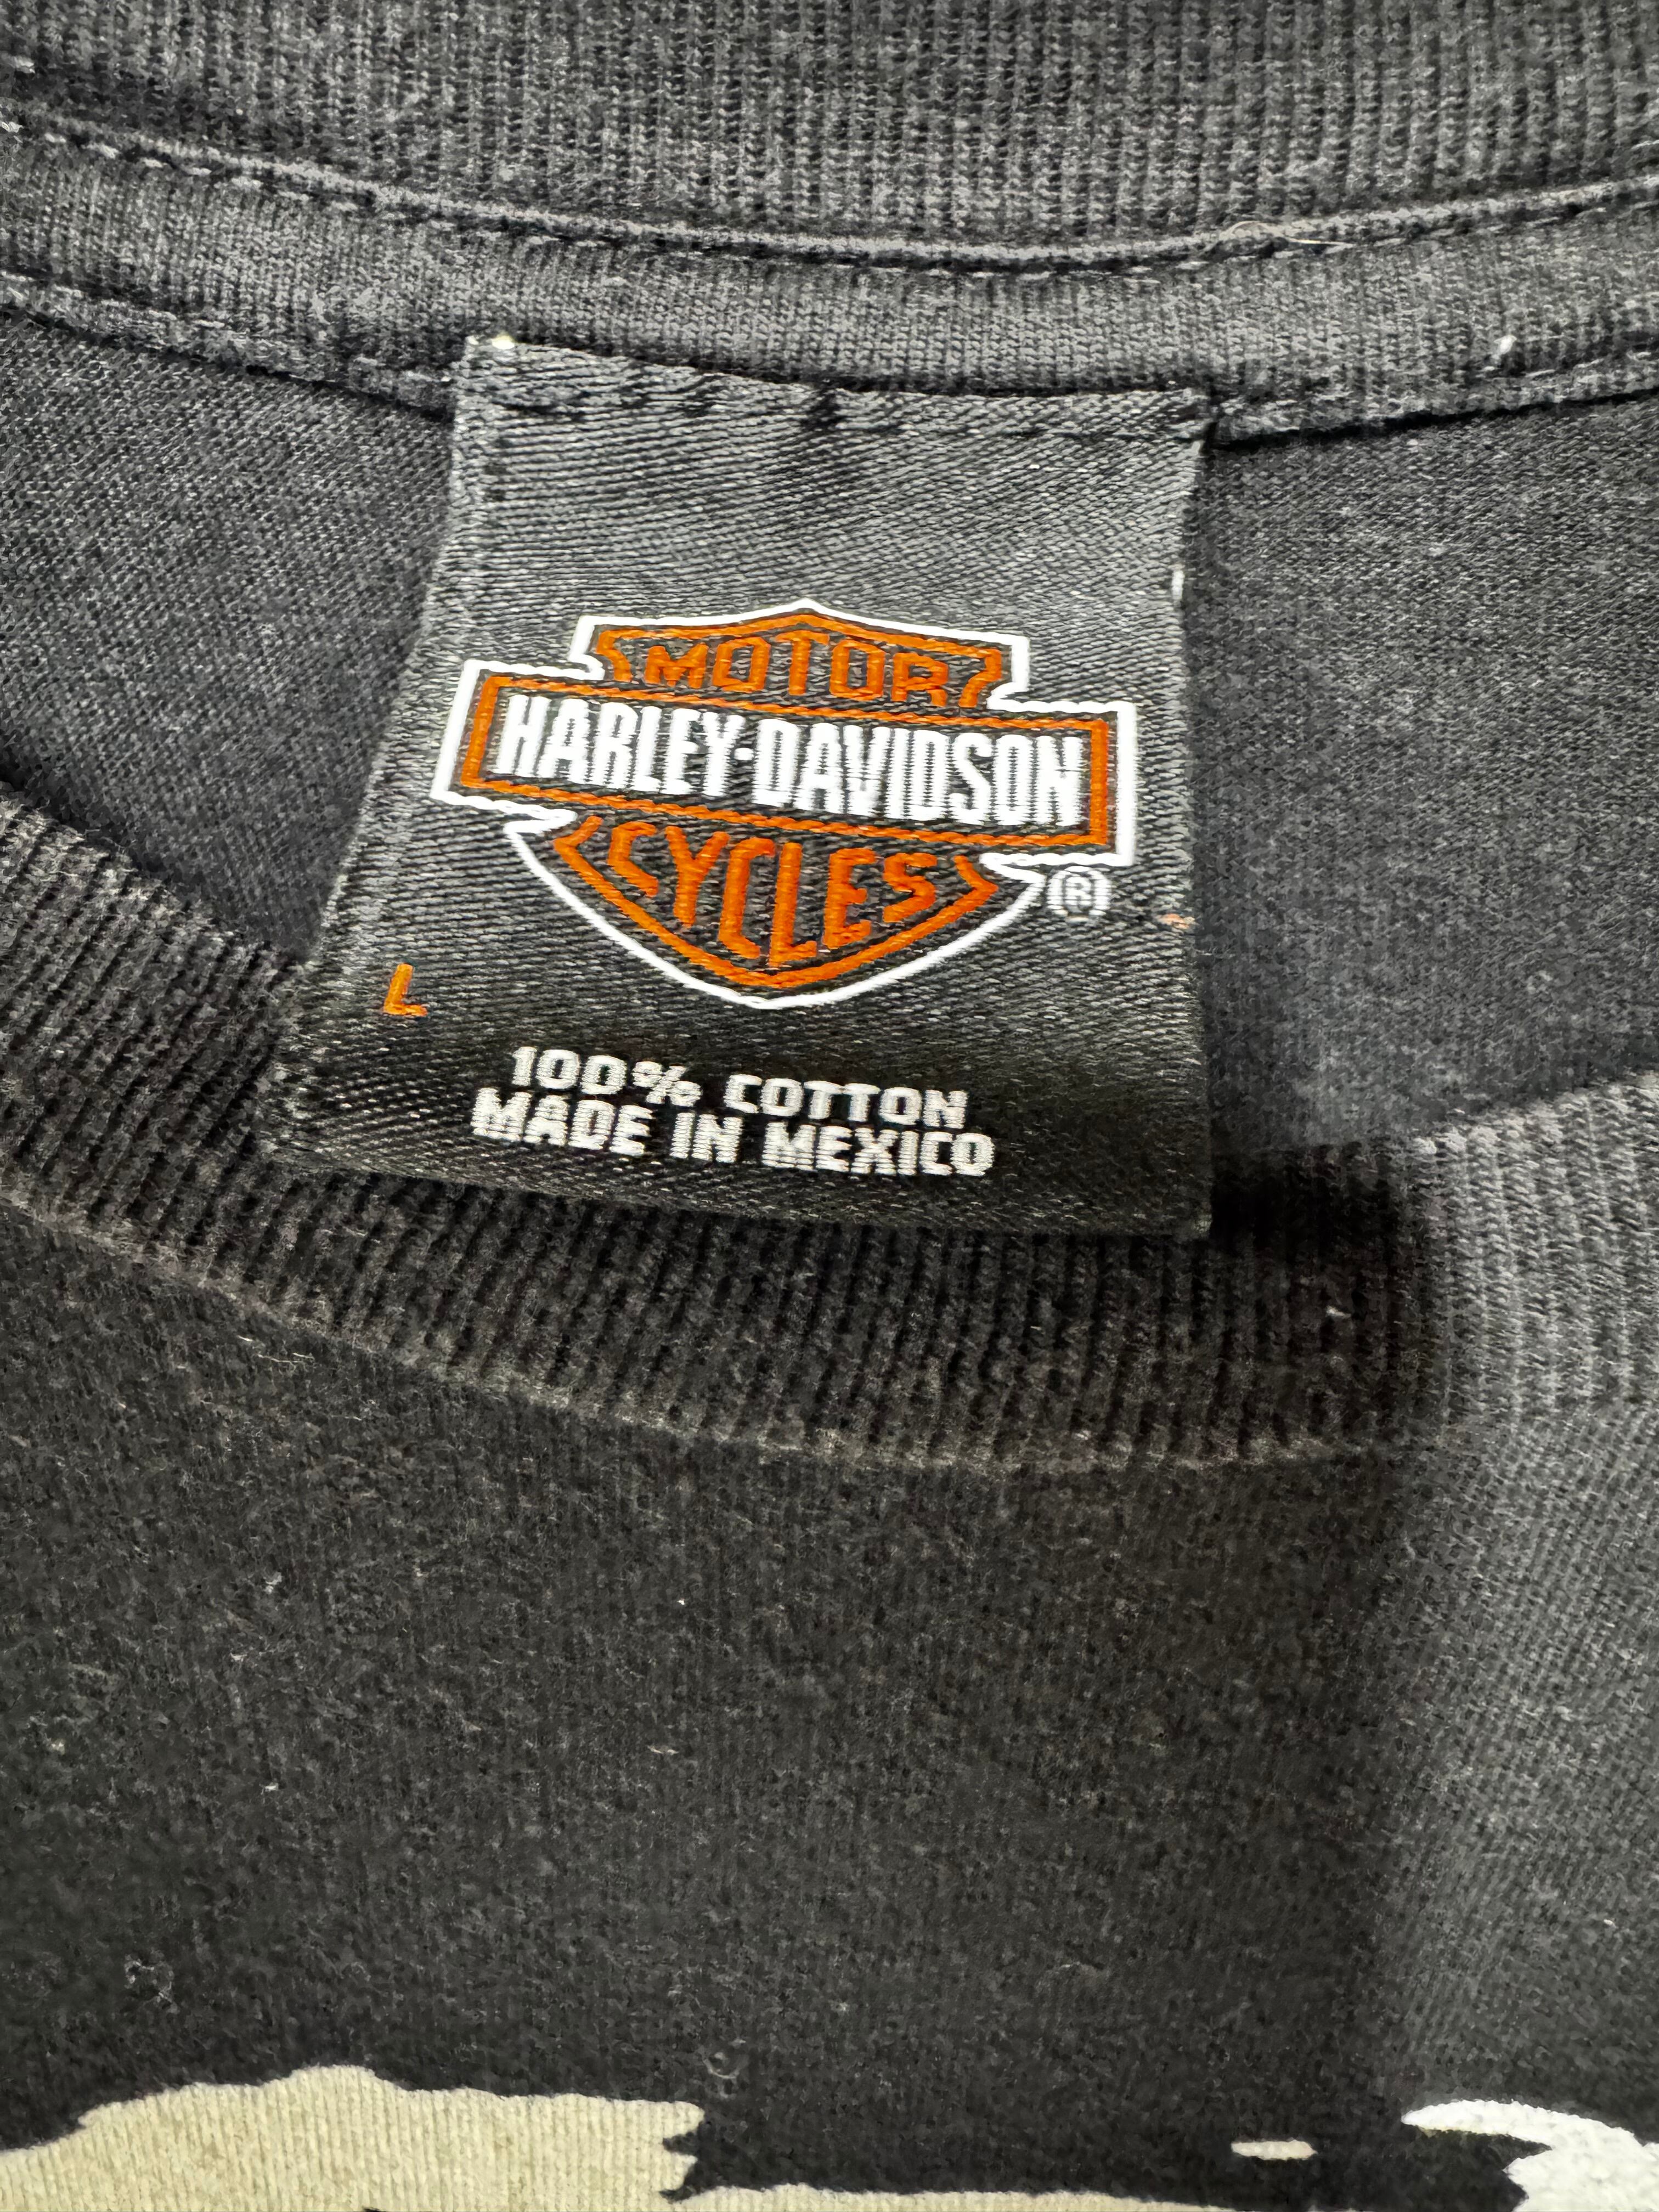 MOTOR
HARLEY-DAVIDSON
CYCLES
®
L
100% COTTON
MADE IN MEXICO